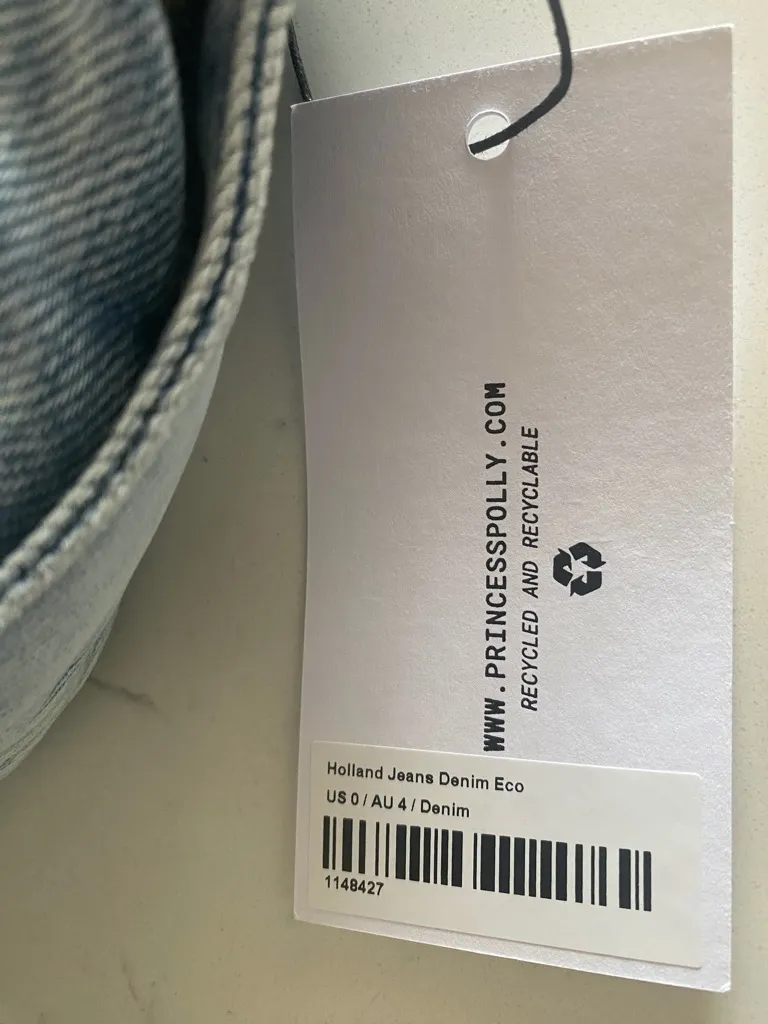 WWW.PRINCESSPOLLY.COM
RECYCLED AND RECYCLABLE
Holland Jeans Denim Eco
US 0 / AU 4 / Denim
1148427